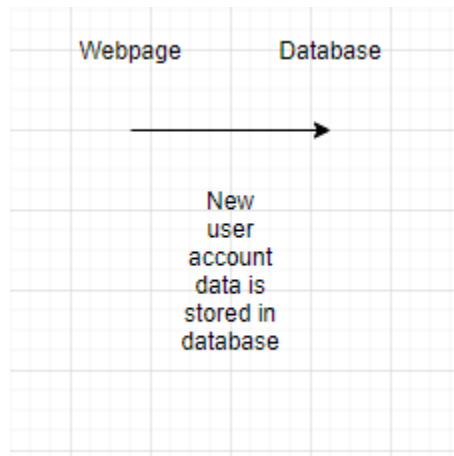 Webpage
Database
New
user
account
data is
stored in
database